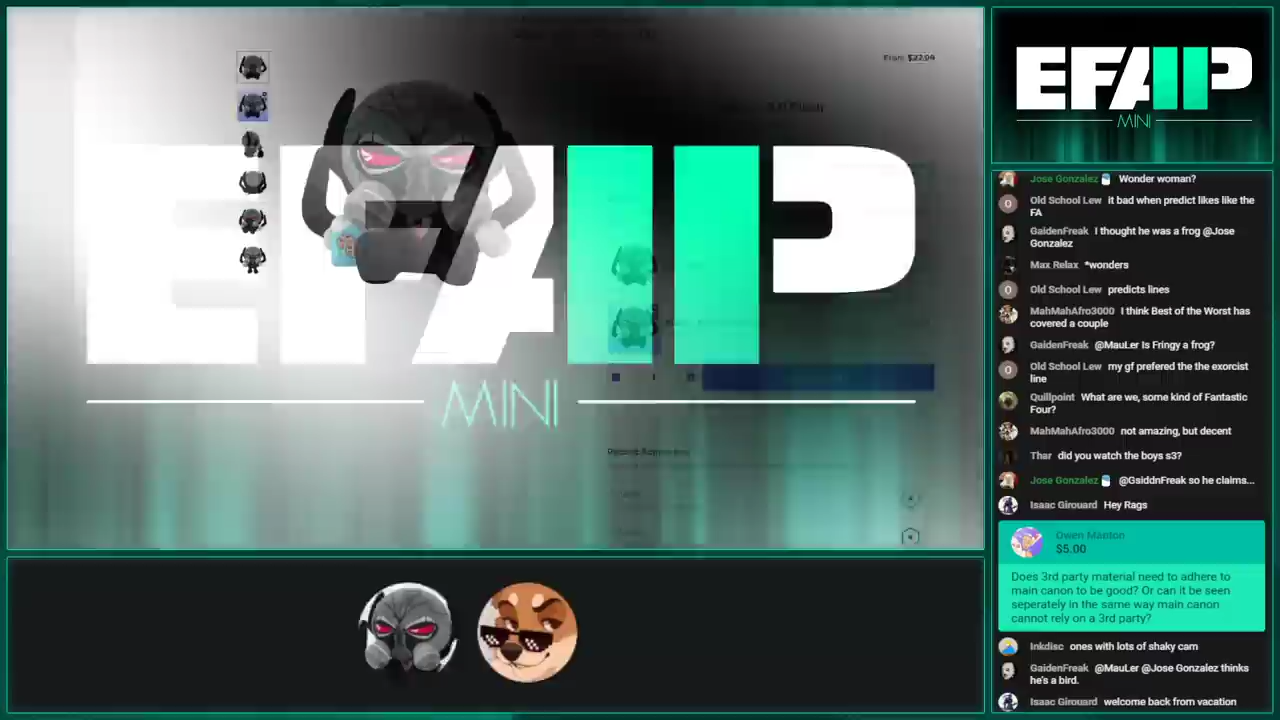 From $22.04
Plush
EFAP
MINI
EFAP
MINI
Jose Gonzalez Wonder woman?
Old School Lew it bad when predict likes like the
FA
GaidenFreak I thought he was a frog @Jose
Gonzalez
Max Relax *wonders
Old School Lew predicts lines
MahMahAfro3000 I think Best of the Worst has
covered a couple
GaidenFreak @MauLer Is Fringy a frog?
Old School Lew my gf prefered the the exorcist
line
Quillpoint What are we, some kind of Fantastic
Four?
MahMahAfro3000 not amazing, but decent
Thar did you watch the boys s3?
Jose Gonzalez @GsiddnFreak so he claims...
Isaac Girouard Hey Rags
Owen Manton
$5.00
Does 3rd party material need to adhere to
main canon to be good? Or can it be seen
seperately in the same way main canon
cannot rely on a 3rd party?
Inkdisc ones with lots of shaky cam
GaidenFreak @MauLer @Jose Gonzalez thinks
he's a bird.
Isaac Girouard welcome back from vacation